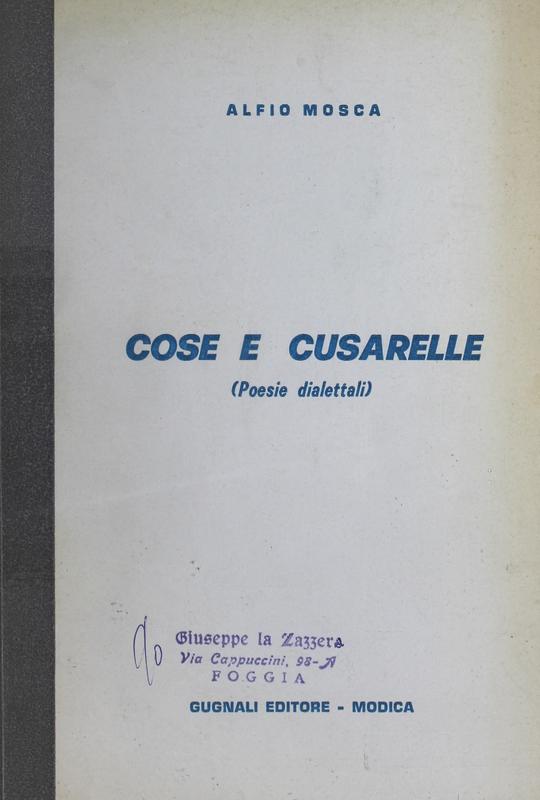 ALFIO MOSCA
COSE E CUSARELLE
(Poesie dialettali)
Giuseppe la Zazzera
Via Cappuccini, 98-A
FOGGIA
GUGNALI EDITORE - MODICA